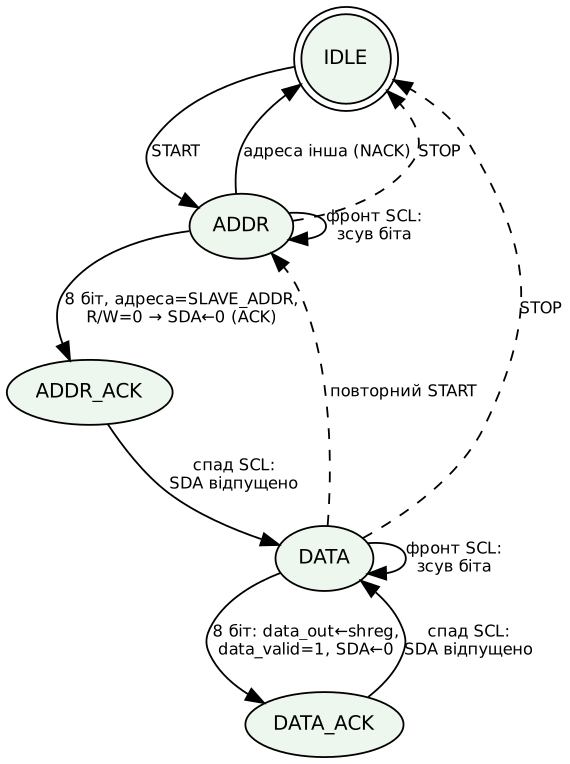 IDLE
START
адреса інша (NACK)
STOP
ADDR
фронт SCL:
зсув біта
8 біт, адреса=SLAVE_ADDR,
R/W=0 → SDA←0 (ACK)
STOP
ADDR_ACK
повторний START
спад SCL:
SDA відпущено
DATA
фронт SCL:
зсув біта
8 біт: data_out←shreg,
data_valid=1, SDA←0
спад SCL:
SDA відпущено
DATA_ACK